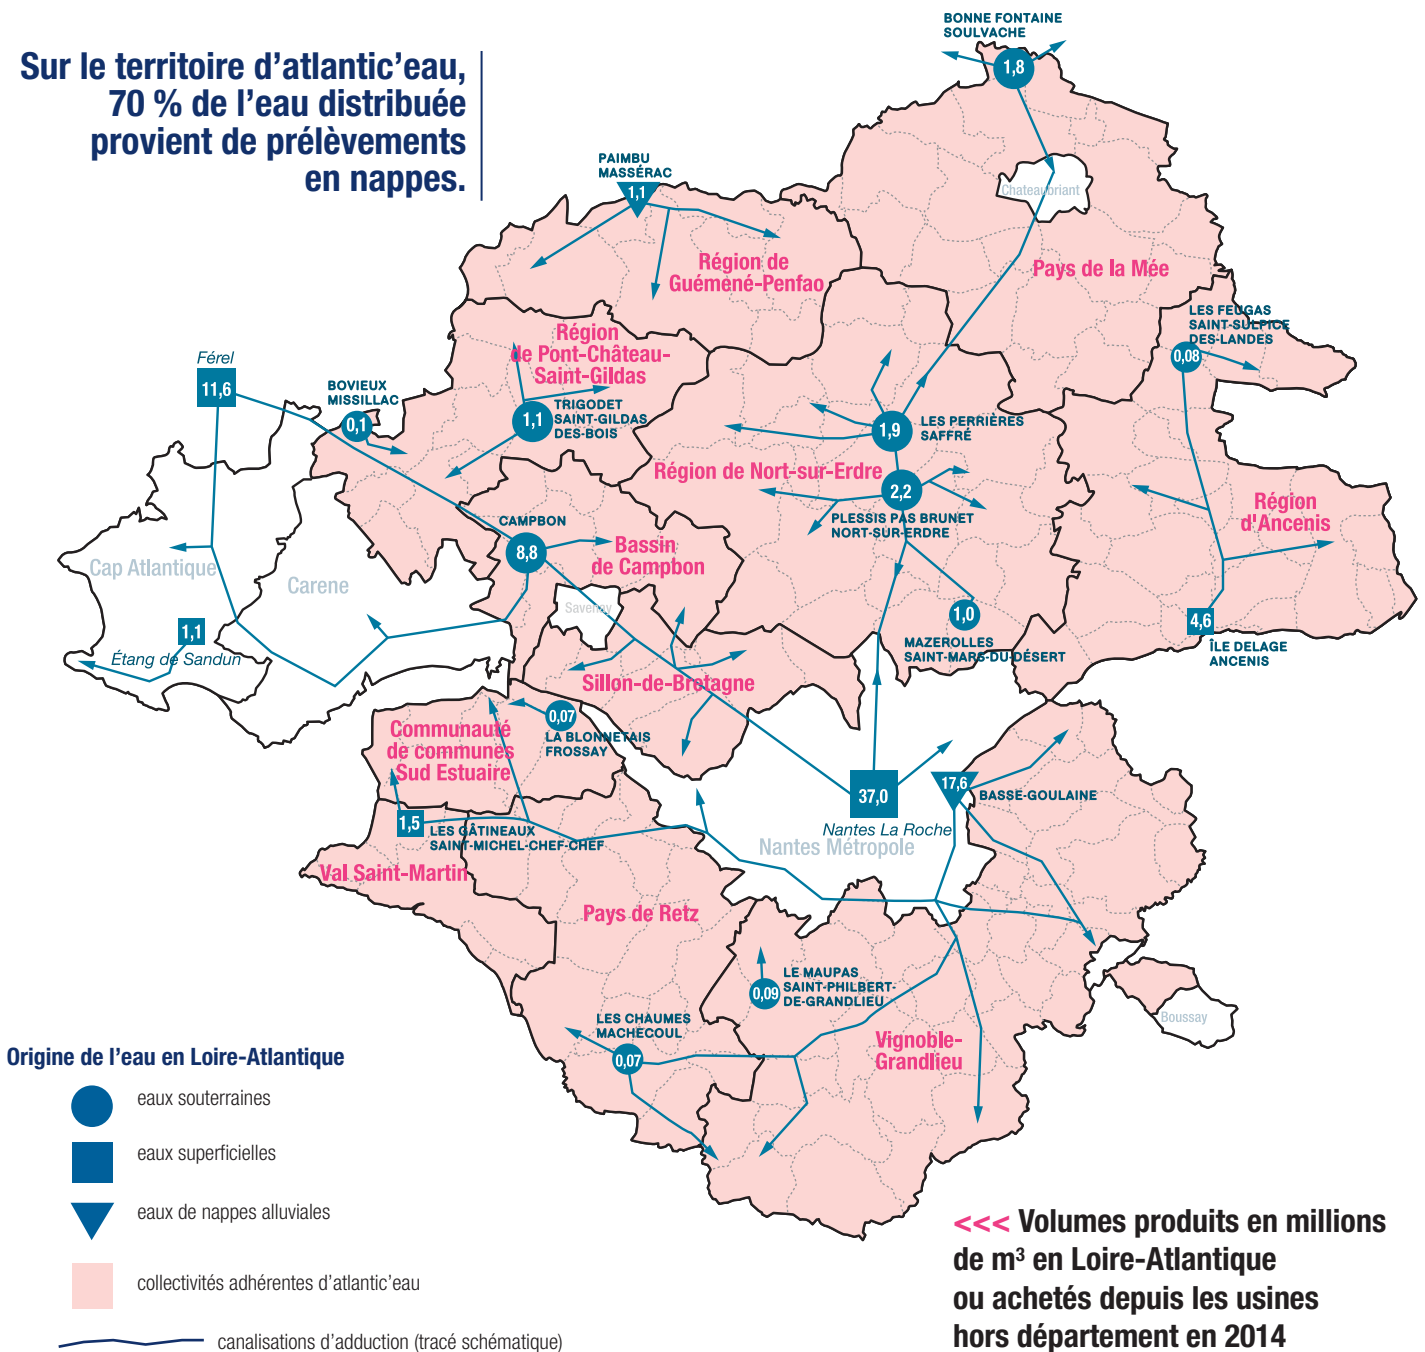 Sur le territoire d'atlantic'eau,
70 % de l'eau distribuée
provient de prélèvements
en nappes.
BONNE FONTAINE
SOULVACHE
1,8
Chateaubriant
Pays de la Mée
PAIMBU
MASSÉRAC
1,1
Région de
Guémené-Penfao
LES FEUGAS
SAINT-SULPICE
DES-LANDES
0,08
Région
de Pont-Château-
Saint-Gildas
Férel
11,6
BOVIEUX
MISSILLAC
0,1
1,1
TRIGODET
SAINT-GILDAS
DES-BOIS
1,9
LES PERRIÈRES
SAFFRÉ
Région de Nort-sur-Erdre
2,2
PLESSIS PAS BRUNET
NORT-SUR-ERDRE
Région
d'Ancenis
CAMPBON
8,8
Bassin
de Campbon
Cap Atlantique
Carene
Savenay
1,0
MAZEROLLES
SAINT-MARS-DU-DÉSERT
4,6
ÎLE DELAGE
ANCENIS
1,1
Étang de Sandun
Sillon-de-Bretagne
0,07
LA BLONNETAIS
FROSSAY
Communauté
de communes
Sud Estuaire
37,0
Nantes La Roche
17,6
BASSE-GOULAINE
Nantes Métropole
1,5
LES GÂTINEAUX
SAINT-MICHEL-CHEF-CHEF
Val Saint-Martin
Pays de Retz
LE MAUPAS
SAINT-PHILBERT-
DE-GRANDLIEU
0,09
LES CHAUMES
MACHECOUL
0,07
Vignoble-
Grandlieu
Boussay
Origine de l'eau en Loire-Atlantique
eaux souterraines
eaux superficielles
eaux de nappes alluviales
collectivités adhérentes d'atlantic'eau
canalisations d'adduction (tracé schématique)
<<< Volumes produits en millions
de m³ en Loire-Atlantique
ou achetés depuis les usines
hors département en 2014